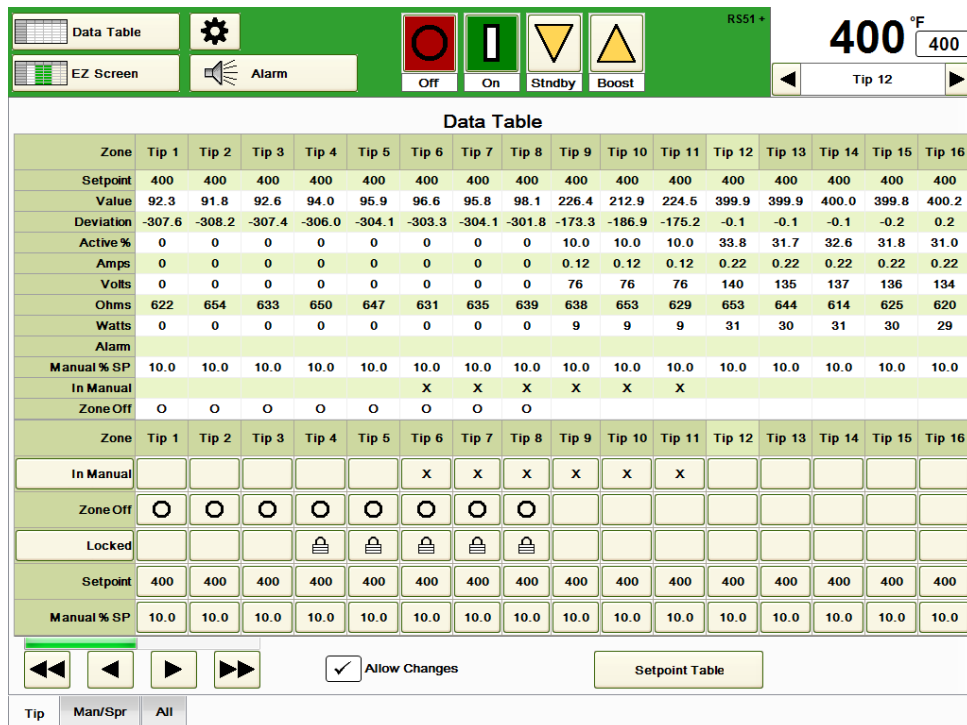 Data Table
RS51 +
400 °F
400
EZ Screen
Alarm
Off On Stndby Boost
Tip 12
Data Table
Zone Tip 1 Tip 2 Tip 3 Tip 4 Tip 5 Tip 6 Tip 7 Tip 8 Tip 9 Tip 10 Tip 11 Tip 12 Tip 13 Tip 14 Tip 15 Tip 16
Setpoint 400 400 400 400 400 400 400 400 400 400 400 400 400 400 400 400
Value 92.3 91.8 92.6 94.0 95.9 96.6 95.8 98.1 226.4 212.9 224.5 399.9 399.9 400.0 399.8 400.2
Deviation -307.6 -308.2 -307.4 -306.0 -304.1 -303.3 -304.1 -301.8 -173.3 -186.9 -175.2 -0.1 -0.1 -0.1 -0.2 0.2
Active % 0 0 0 0 0 0 0 0 10.0 10.0 10.0 33.8 31.7 32.6 31.8 31.0
Amps 0 0 0 0 0 0 0 0 0.12 0.12 0.12 0.22 0.22 0.22 0.22 0.22
Volts 0 0 0 0 0 0 0 0 76 76 76 140 135 137 136 134
Ohms 622 654 633 650 647 631 635 639 638 653 629 653 644 614 625 620
Watts 0 0 0 0 0 0 0 0 9 9 9 31 30 31 30 29
Alarm
Manual % SP 10.0 10.0 10.0 10.0 10.0 10.0 10.0 10.0 10.0 10.0 10.0 10.0 10.0 10.0 10.0 10.0
In Manual X X X X X X
Zone Off O O O O O O O O
Zone Tip 1 Tip 2 Tip 3 Tip 4 Tip 5 Tip 6 Tip 7 Tip 8 Tip 9 Tip 10 Tip 11 Tip 12 Tip 13 Tip 14 Tip 15 Tip 16
In Manual X X X X X X
Zone Off O O O O O O O O
Locked
Setpoint 400 400 400 400 400 400 400 400 400 400 400 400 400 400 400 400
Manual % SP 10.0 10.0 10.0 10.0 10.0 10.0 10.0 10.0 10.0 10.0 10.0 10.0 10.0 10.0 10.0 10.0
Allow Changes
Setpoint Table
Tip Man/Spr All